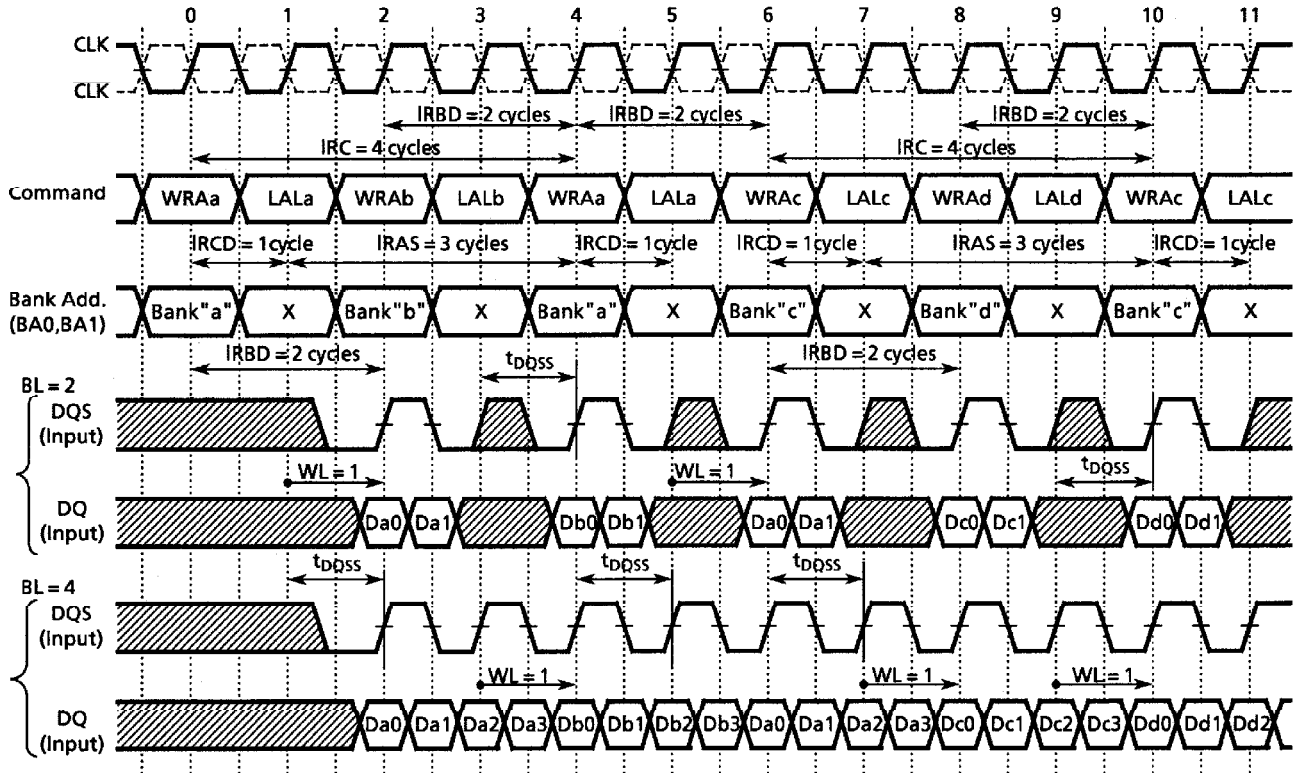 0 1 2 3 4 5 6 7 8 9 10 11
CLK
CLK
IRBD = 2 cycles IRBD = 2 cycles IRBD = 2 cycles
IRC = 4 cycles IRC = 4 cycles
Command WRAa LALa WRAb LALb WRAa LALa WRAc LALc WRAd LALd WRAc LALc
IRCD = 1cycle IRAS = 3 cycles IRCD = 1cycle IRCD = 1cycle IRAS = 3 cycles IRCD = 1cycle
Bank Add.
(BA0,BA1) Bank"a" X Bank"b" X Bank"a" X Bank"c" X Bank"d" X Bank"c" X
IRBD = 2 cycles tDQSS IRBD = 2 cycles
BL = 2
DQS
(Input)
WL = 1 WL = 1 tDQSS
DQ
(Input) Da0 Da1 Db0 Db1 Da0 Da1 Dc0 Dc1 Dd0 Dd1
tDQSS tDQSS tDQSS
BL = 4
DQS
(Input)
WL = 1 WL = 1 WL = 1
DQ
(Input) Da0 Da1 Da2 Da3 Db0 Db1 Db2 Db3 Da0 Da1 Da2 Da3 Dc0 Dc1 Dc2 Dc3 Dd0 Dd1 Dd2